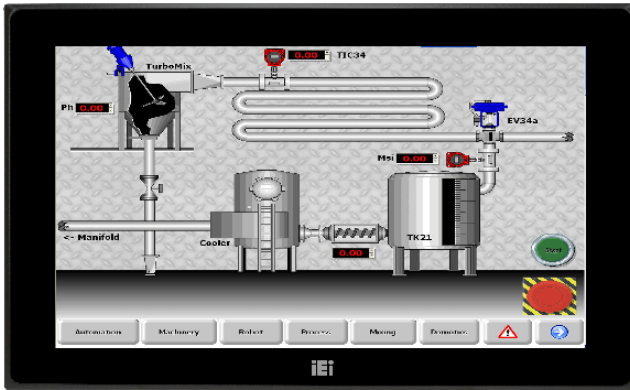 TurboMix
0.00 TIC34
Ph 0.00
EV34a
Msi 0.00
<- Manifold
Cooler
TK21
0.00
Start
Automation Machinery Robot Process Mixing Domotics
iEi